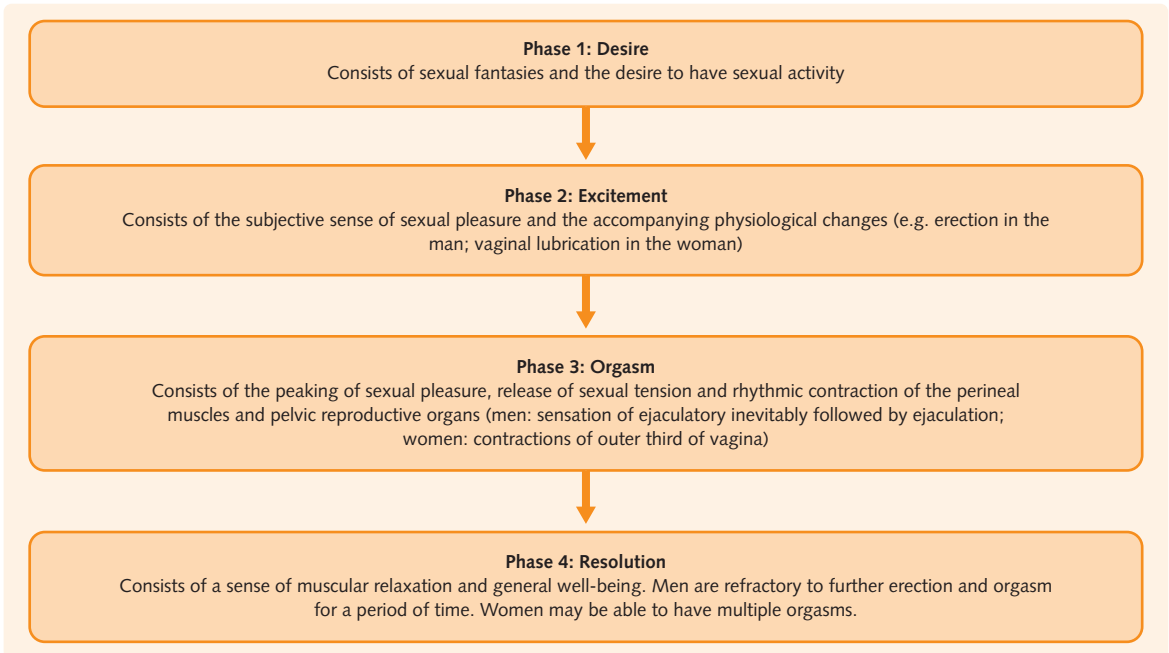 Phase 1: Desire
Consists of sexual fantasies and the desire to have sexual activity
Phase 2: Excitement
Consists of the subjective sense of sexual pleasure and the accompanying physiological changes (e.g. erection in the
man; vaginal lubrication in the woman)
Phase 3: Orgasm
Consists of the peaking of sexual pleasure, release of sexual tension and rhythmic contraction of the perineal
muscles and pelvic reproductive organs (men: sensation of ejaculatory inevitably followed by ejaculation;
women: contractions of outer third of vagina)
Phase 4: Resolution
Consists of a sense of muscular relaxation and general well-being. Men are refractory to further erection and orgasm
for a period of time. Women may be able to have multiple orgasms.